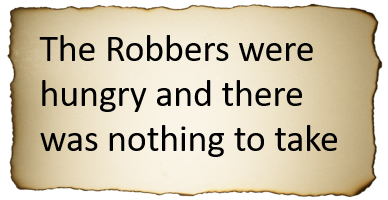 The Robbers were
hungry and there
was nothing to take